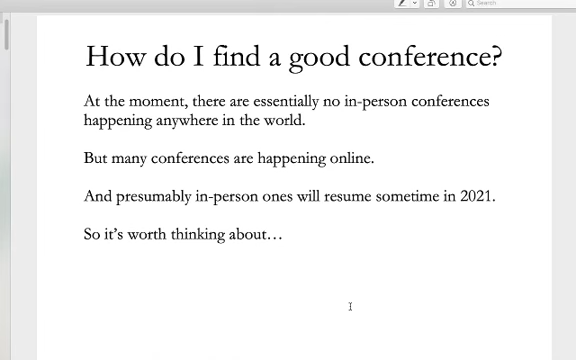 Search
How do I find a good conference?
At the moment, there are essentially no in-person conferences
happening anywhere in the world.
But many conferences are happening online.
And presumably in-person ones will resume sometime in 2021.
So it’s worth thinking about…